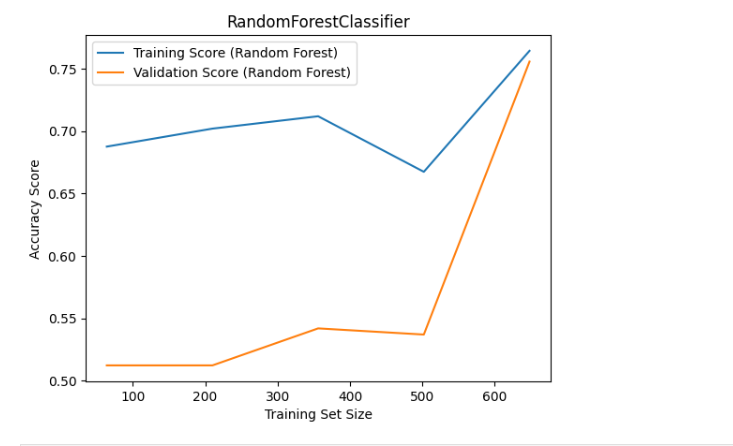 RandomForestClassifier
Training Score (Random Forest)
Validation Score (Random Forest)
0.75
0.70
0.65
0.60
0.55
0.50
Accuracy Score
100 200 300 400 500 600
Training Set Size